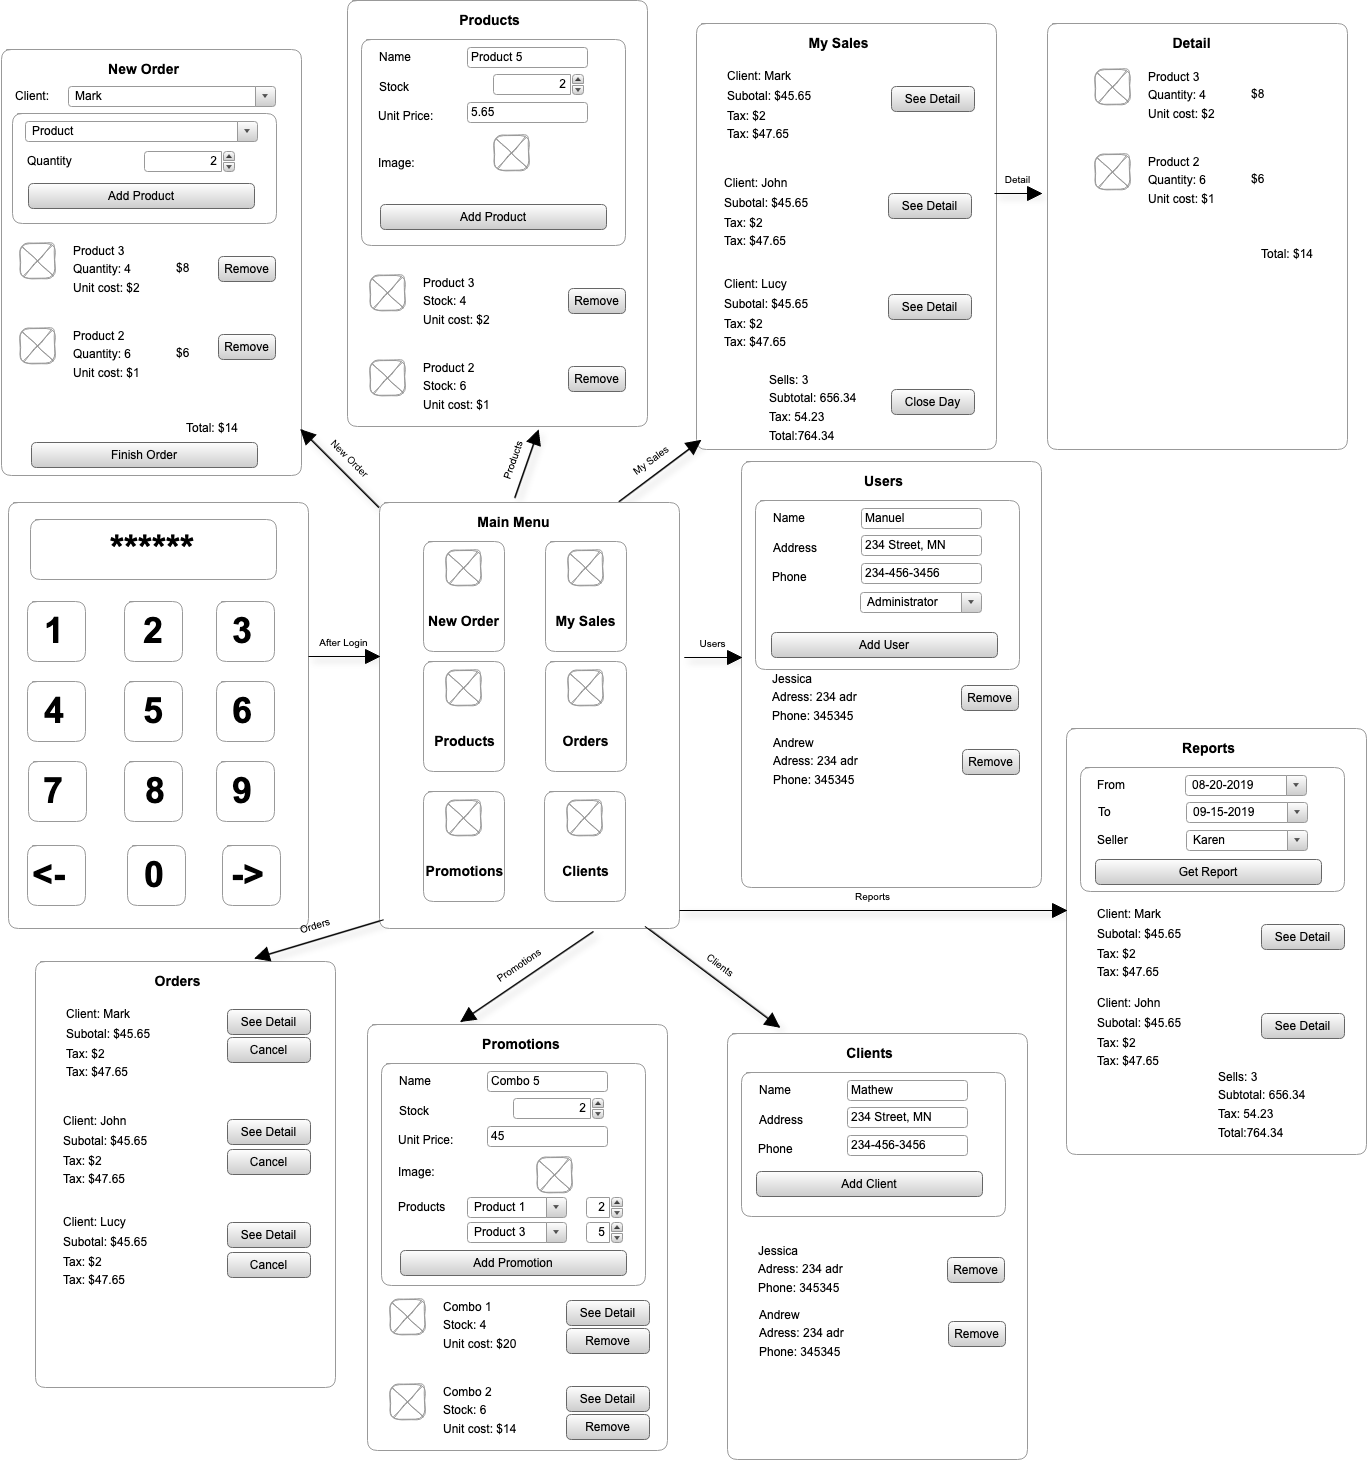 New Order
Client:
Mark
Product
Quantity
2
Add Product
Product 3
Quantity: 4
$8
Remove
Unit cost: $2
Product 2
Quantity: 6
$6
Remove
Unit cost: $1
Total: $14
Finish Order
Products
Name
Product 5
Stock
2
Unit Price:
5.65
Image:
Add Product
Product 3
Stock: 4
Remove
Unit cost: $2
Product 2
Stock: 6
Remove
Unit cost: $1
My Sales
Client: Mark
Subotal: $45.65
See Detail
Tax: $2
Tax: $47.65
Client: John
Subotal: $45.65
See Detail
Tax: $2
Tax: $47.65
Client: Lucy
Subotal: $45.65
See Detail
Tax: $2
Tax: $47.65
Sells: 3
Subtotal: 656.34
Close Day
Tax: 54.23
Total:764.34
Detail
Detail
Product 3
Quantity: 4
$8
Unit cost: $2
Product 2
Quantity: 6
$6
Unit cost: $1
Total: $14
New Order
Products
My Sales
******
1
2
3
4
5
6
7
8
9
<-
0
->
After Login
Main Menu
New Order
My Sales
Products
Orders
Promotions
Clients
Users
Users
Name
Manuel
Address
234 Street, MN
Phone
234-456-3456
Administrator
Add User
Jessica
Adress: 234 adr
Remove
Phone: 345345
Andrew
Adress: 234 adr
Remove
Phone: 345345
Reports
Reports
From
08-20-2019
To
09-15-2019
Seller
Karen
Get Report
Client: Mark
Subotal: $45.65
See Detail
Tax: $2
Tax: $47.65
Client: John
Subotal: $45.65
See Detail
Tax: $2
Tax: $47.65
Sells: 3
Subtotal: 656.34
Tax: 54.23
Total:764.34
Orders
Promotions
Clients
Orders
Client: Mark
See Detail
Subotal: $45.65
Cancel
Tax: $2
Tax: $47.65
Client: John
See Detail
Subotal: $45.65
Cancel
Tax: $2
Tax: $47.65
Client: Lucy
See Detail
Subotal: $45.65
Cancel
Tax: $2
Tax: $47.65
Promotions
Name
Combo 5
Stock
2
Unit Price:
45
Image:
Products
Product 1
2
Product 3
5
Add Promotion
Combo 1
See Detail
Stock: 4
Remove
Unit cost: $20
Combo 2
See Detail
Stock: 6
Remove
Unit cost: $14
Clients
Name
Mathew
Address
234 Street, MN
Phone
234-456-3456
Add Client
Jessica
Adress: 234 adr
Remove
Phone: 345345
Andrew
Adress: 234 adr
Remove
Phone: 345345